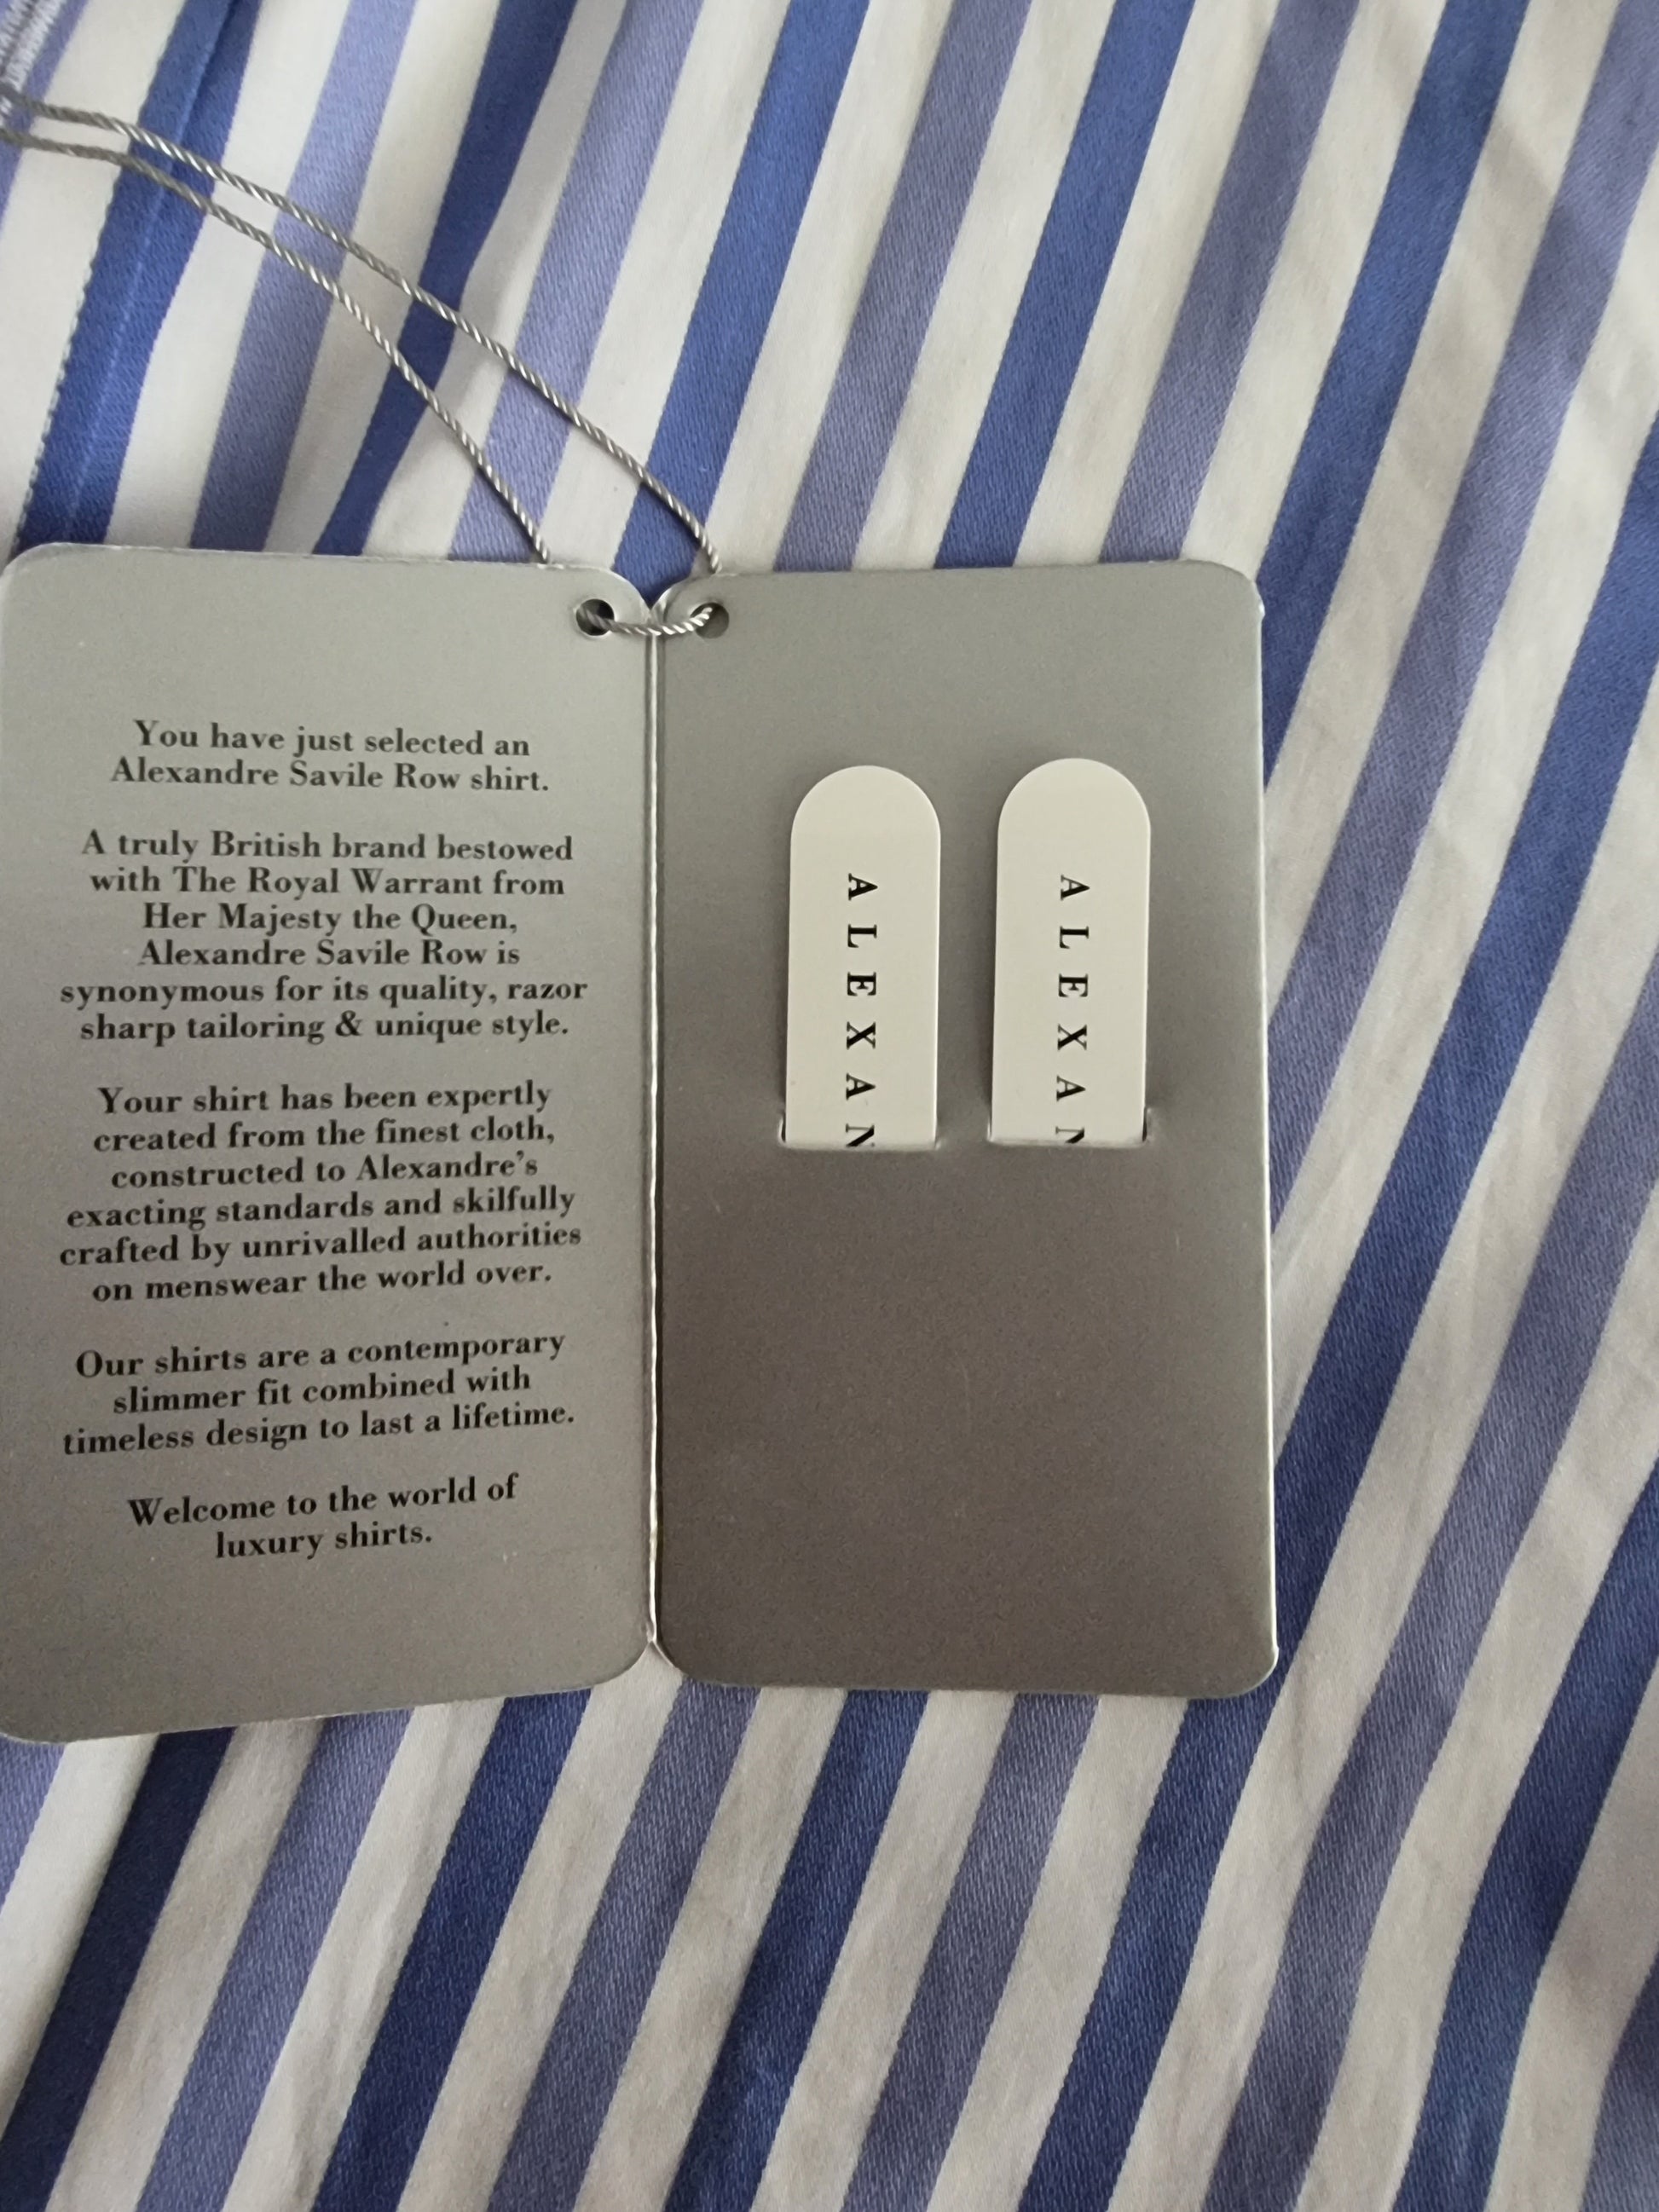 You have just selected an
Alexandre Savile Row shirt.
A truly British brand bestowed
with The Royal Warrant from
Her Majesty the Queen,
Alexandre Savile Row is
synonymous for its quality, razor
sharp tailoring & unique style.
Your shirt has been expertly
created from the finest cloth,
constructed to Alexandre's
exacting standards and skilfully
crafted by unrivalled authorities
on menswear the world over.
Our shirts are a contemporary
slimmer fit combined with
timeless design to last a lifetime.
Welcome to the world of
luxury shirts.
ALEXAN
ALEXAN